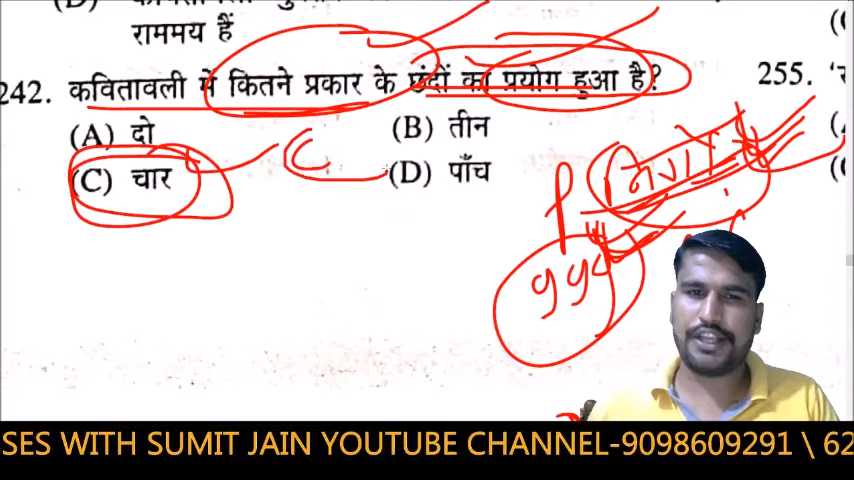 राममय हैं
242. कवितावली में कितने प्रकार के छंदों का प्रयोग हुआ है?
(A) दो
(B) तीन
(C) चार
(D) पाँच
255.
SES WITH SUMIT JAIN YOUTUBE CHANNEL-9098609291 \ 62